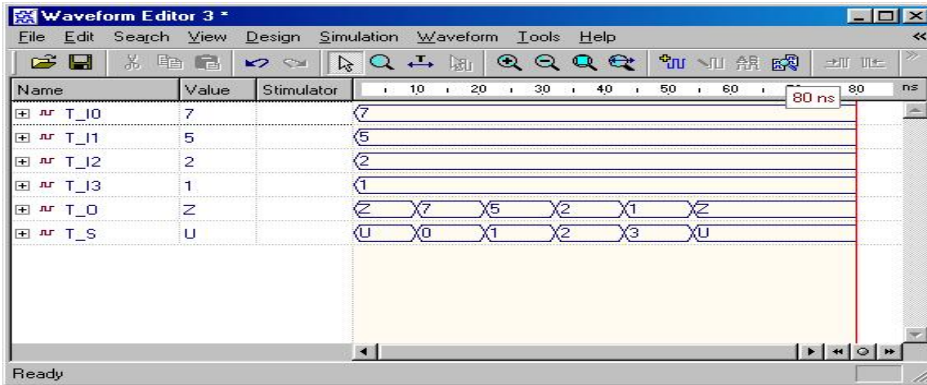 Waveform Editor 3 *
File Edit Search View Design Simulation Waveform Tools Help
Name Value Stimulator 10 20 30 40 50 60 80 ns
80 ns
T_I0 7 7
T_I1 5 5
T_I2 2 2
T_I3 1 1
T_O Z Z 7 5 2 1 Z
T_S U U 0 1 2 3 U
Ready